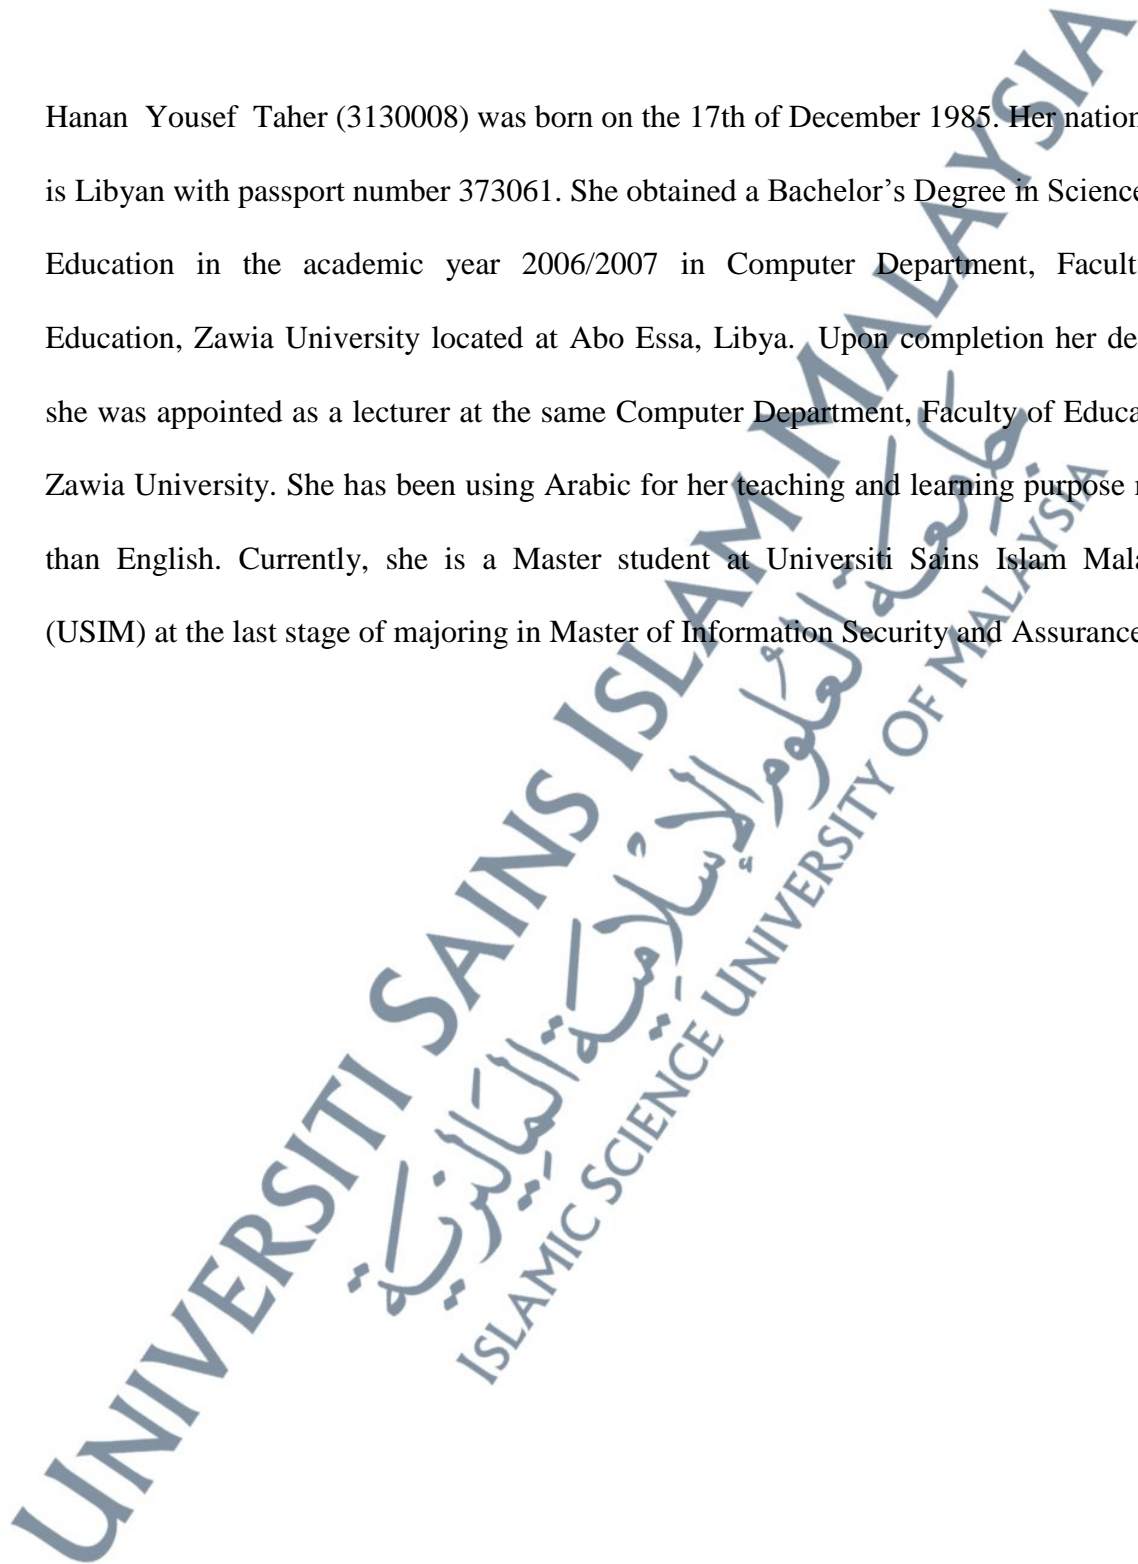 Hanan Yousef Taher (3130008) was born on the 17th of December 1985. Her nation
is Libyan with passport number 373061. She obtained a Bachelor’s Degree in Science
Education in the academic year 2006/2007 in Computer Department, Facult
Education, Zawia University located at Abo Essa, Libya. Upon completion her de
she was appointed as a lecturer at the same Computer Department, Faculty of Educa
Zawia University. She has been using Arabic for her teaching and learning purpose
than English. Currently, she is a Master student at Universiti Sains Islam Mala
(USIM) at the last stage of majoring in Master of Information Security and Assurance
UNIVERSITI SAINS ISLAM MALAYSIA
جامعة العلوم الإسلامية الماليزية
ISLAMIC SCIENCE UNIVERSITY OF MALAYSIA